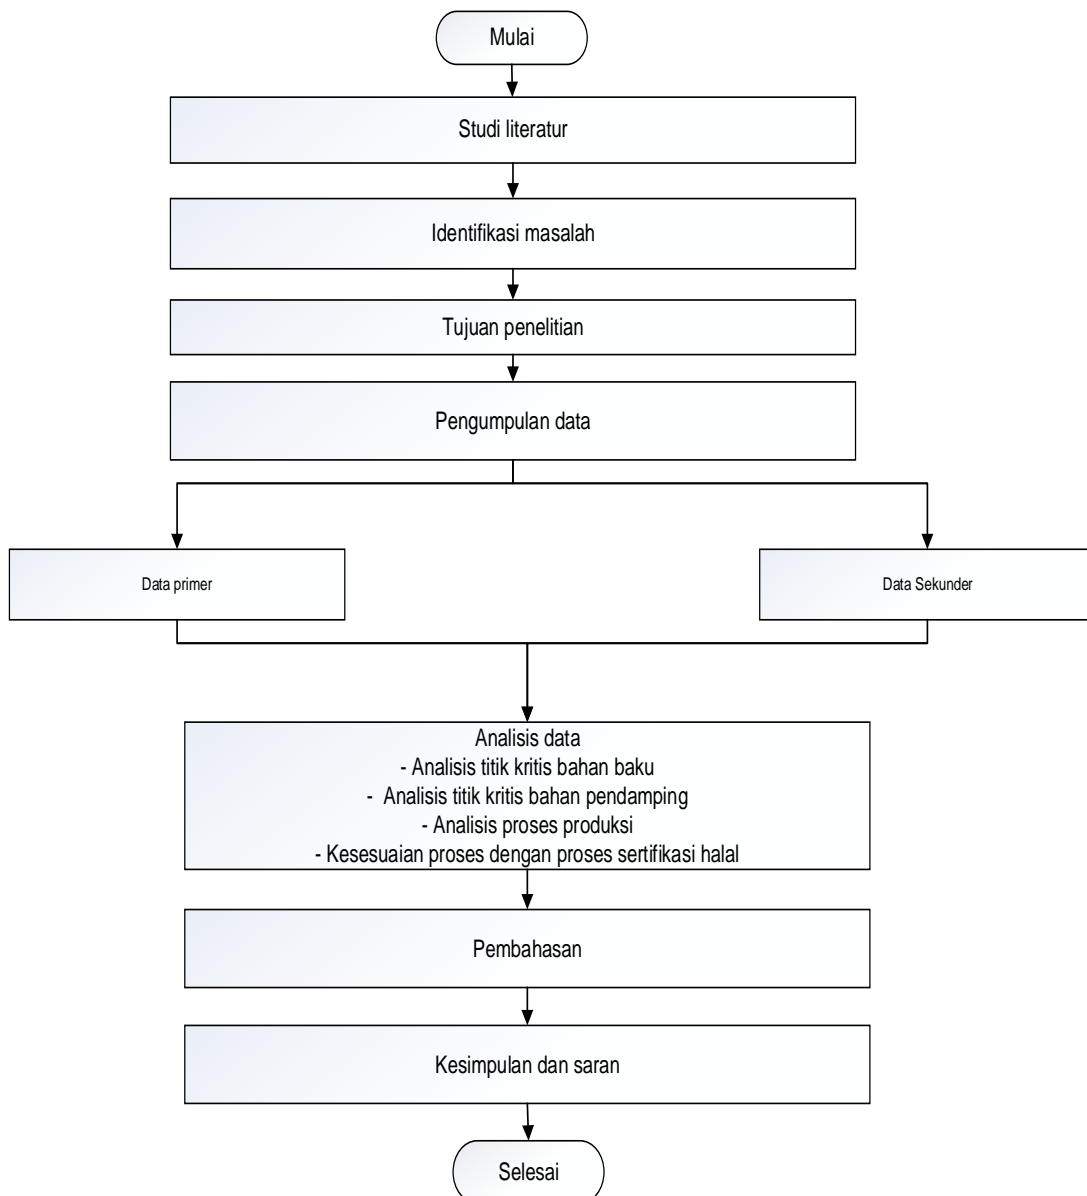 Mulai
Studi literatur
Identifikasi masalah
Tujuan penelitian
Pengumpulan data
Data primer
Data Sekunder
Analisis data
- Analisis titik kritis bahan baku
- Analisis titik kritis bahan pendamping
- Analisis proses produksi
- Kesesuaian proses dengan proses sertifikasi halal
Pembahasan
Kesimpulan dan saran
Selesai